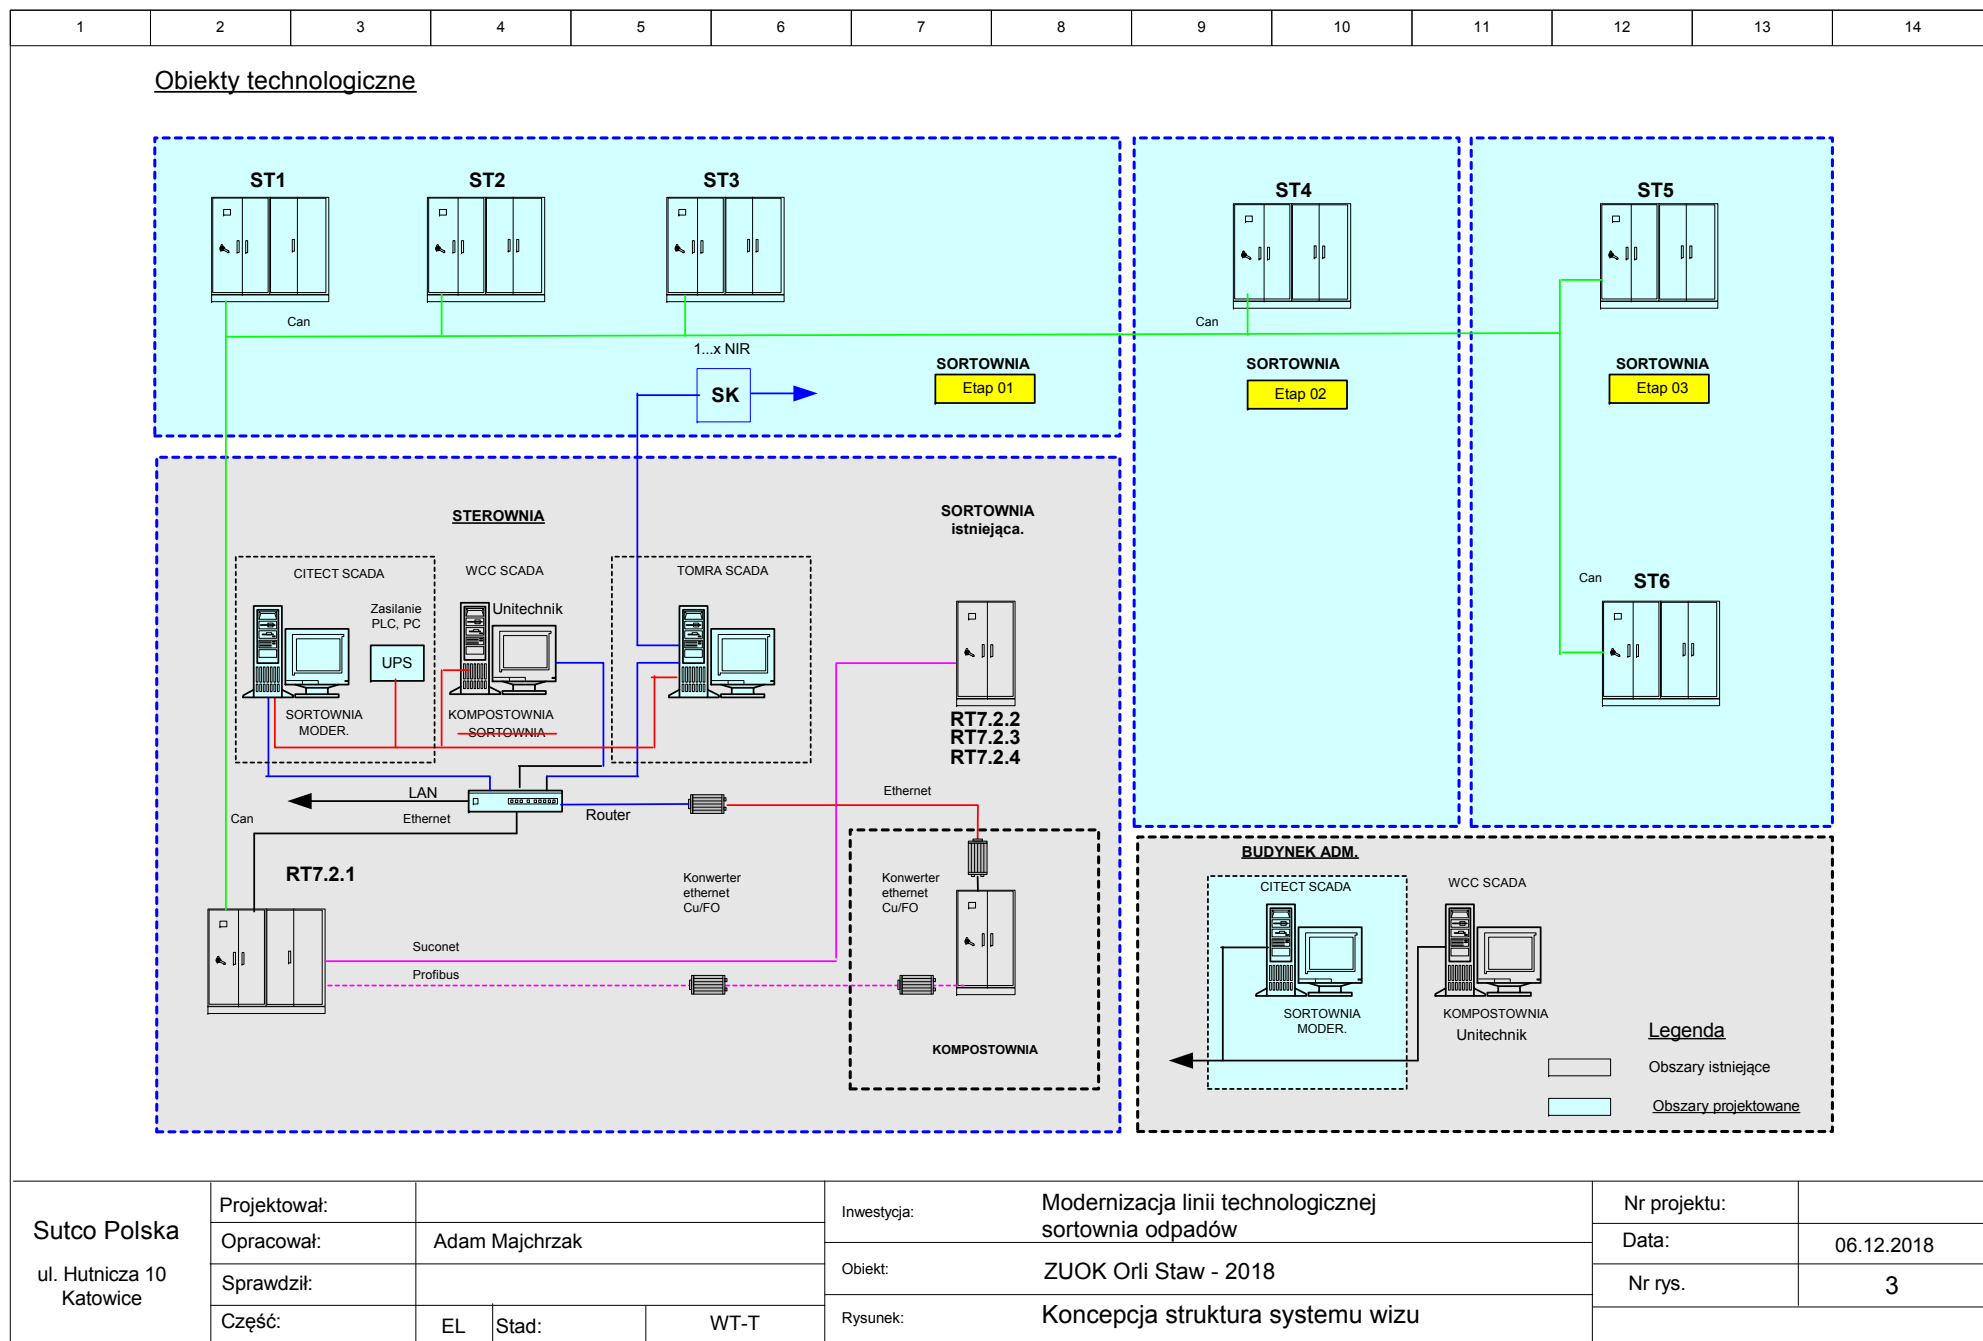 1 2 3 4 5 6 7 8 9 10 11 12 13 14
Obiekty technologiczne
ST1 ST2 ST3 ST4 ST5
Can Can
1...x NIR
SK
SORTOWNIA
Etap 01
SORTOWNIA
Etap 02
SORTOWNIA
Etap 03
STEROWNIA
SORTOWNIA
istniejąca.
CITECT SCADA
Zasilanie
PLC, PC
UPS
SORTOWNIA
MODER.
WCC SCADA
Unitechnik
KOMPOSTOWNIA
SORTOWNIA
TOMRA SCADA
RT7.2.2
RT7.2.3
RT7.2.4
Can
ST6
LAN
Ethernet
Router
Ethernet
Can
RT7.2.1
Konwerter
ethernet
Cu/FO
Konwerter
ethernet
Cu/FO
Suconet
Profibus
KOMPOSTOWNIA
BUDYNEK ADM.
CITECT SCADA
SORTOWNIA
MODER.
WCC SCADA
KOMPOSTOWNIA
Unitechnik
Legenda
Obszary istniejące
Obszary projektowane
Sutco Polska
ul. Hutnicza 10
Katowice
Projektował:
Opracował: Adam Majchrzak
Sprawdził:
Część: EL Stad: WT-T
Inwestycja: Modernizacja linii technologicznej
sortownia odpadów
Obiekt: ZUOK Orli Staw - 2018
Rysunek: Koncepcja struktura systemu wizu
Nr projektu:
Data: 06.12.2018
Nr rys. 3